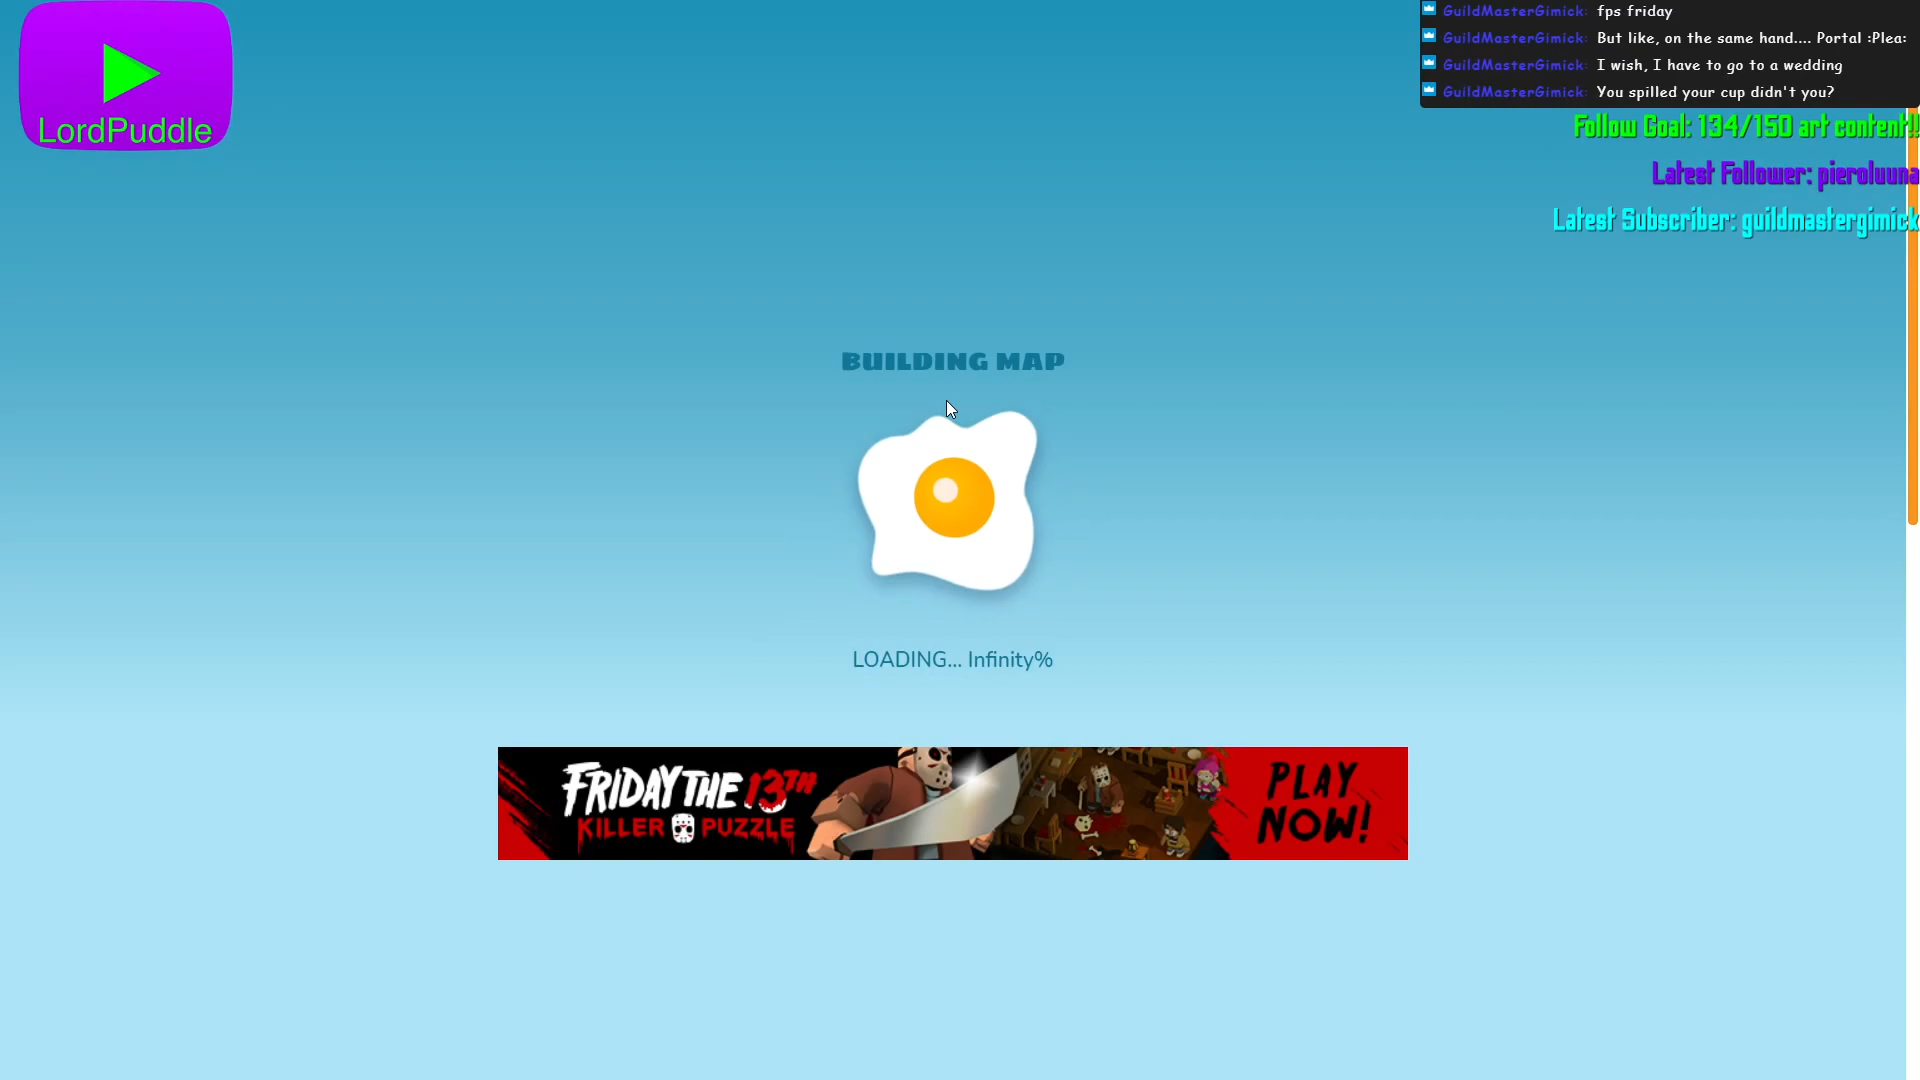 LordPuddle
GuildMasterGimick: fps friday
GuildMasterGimick: But like, on the same hand.... Portal :Plea:
GuildMasterGimick: I wish, I have to go to a wedding
GuildMasterGimick: You spilled your cup didn't you?
Follow Goal: 134/150 art content!!
Latest Follower: pieroluuna
Latest Subscriber: guildmastergimick
BUILDING MAP
LOADING... Infinity%
FRIDAY THE 13TH
KILLER PUZZLE
PLAY
NOW!